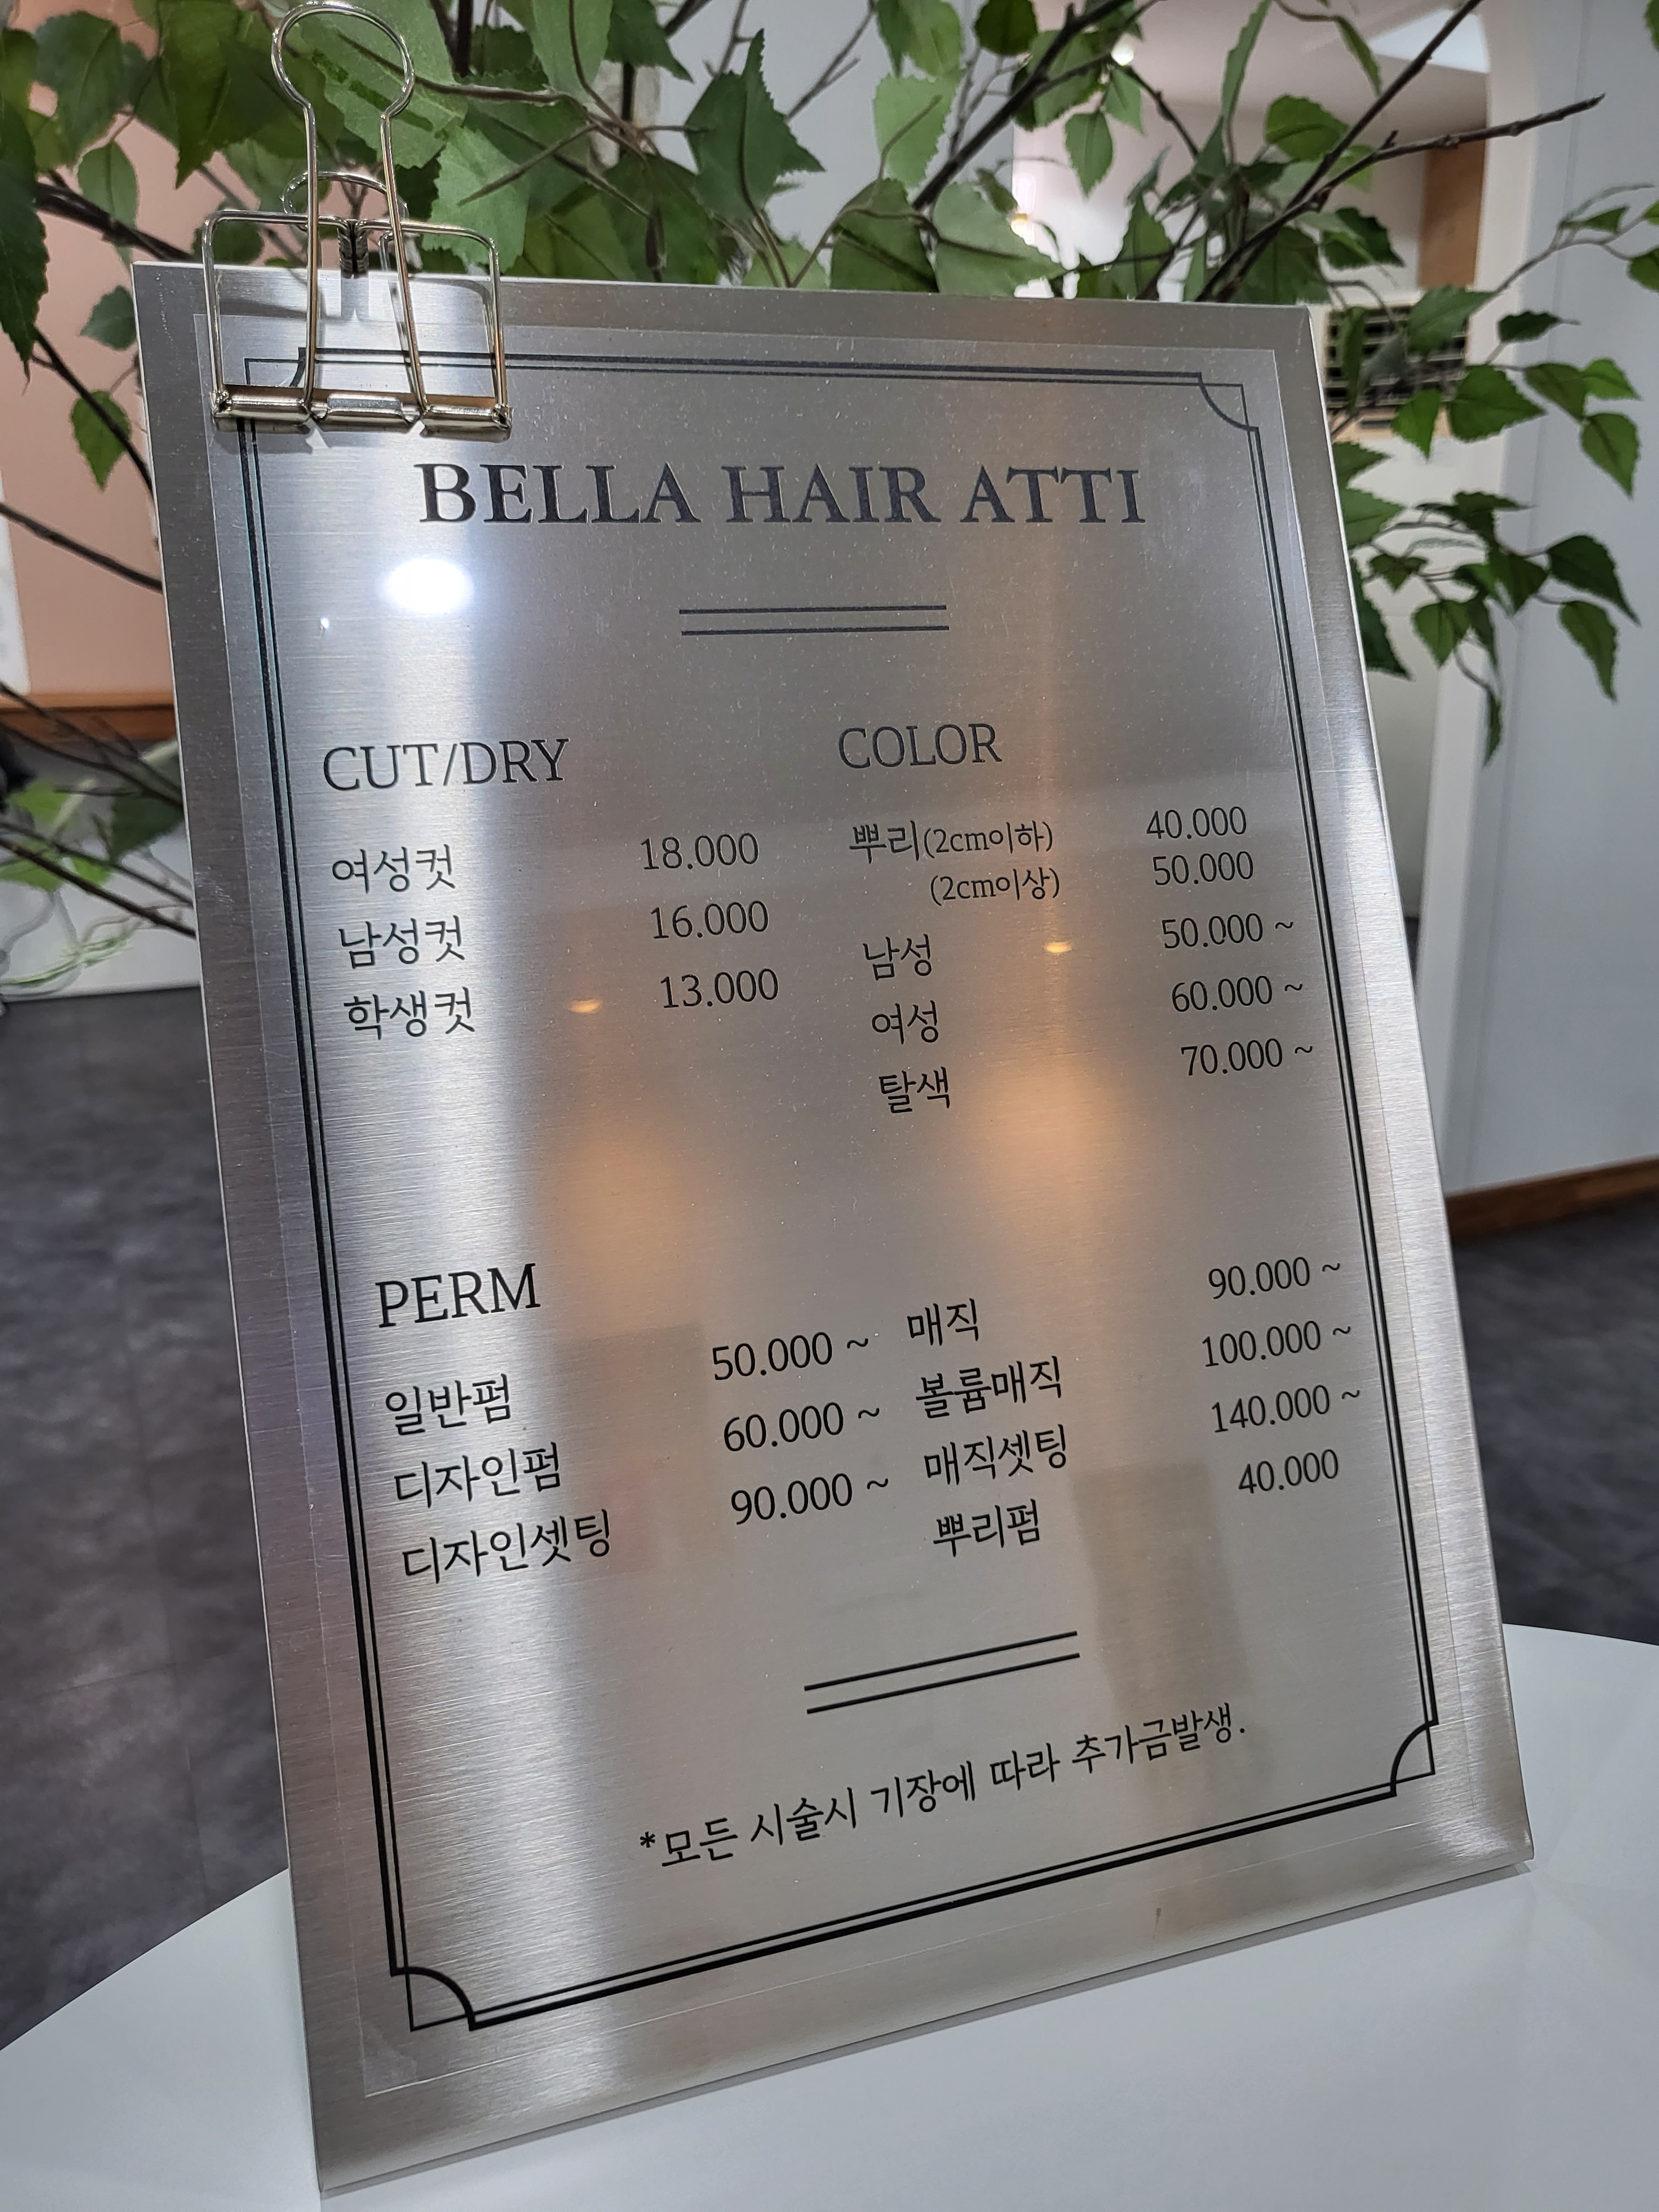 BELLA HAIR ATTI
CUT/DRY
여성컷 18.000
남성컷 16.000
학생컷 13.000
COLOR
뿌리(2cm이하) 40.000
(2cm이상) 50.000
남성 50.000 ~
여성 60.000 ~
탈색 70.000 ~
PERM
일반펌 50.000 ~
디자인펌 60.000 ~
디자인셋팅 90.000 ~
매직 90.000 ~
볼륨매직 100.000 ~
매직셋팅 140.000 ~
뿌리펌 40.000
*모든 시술시 기장에 따라 추가금발생.